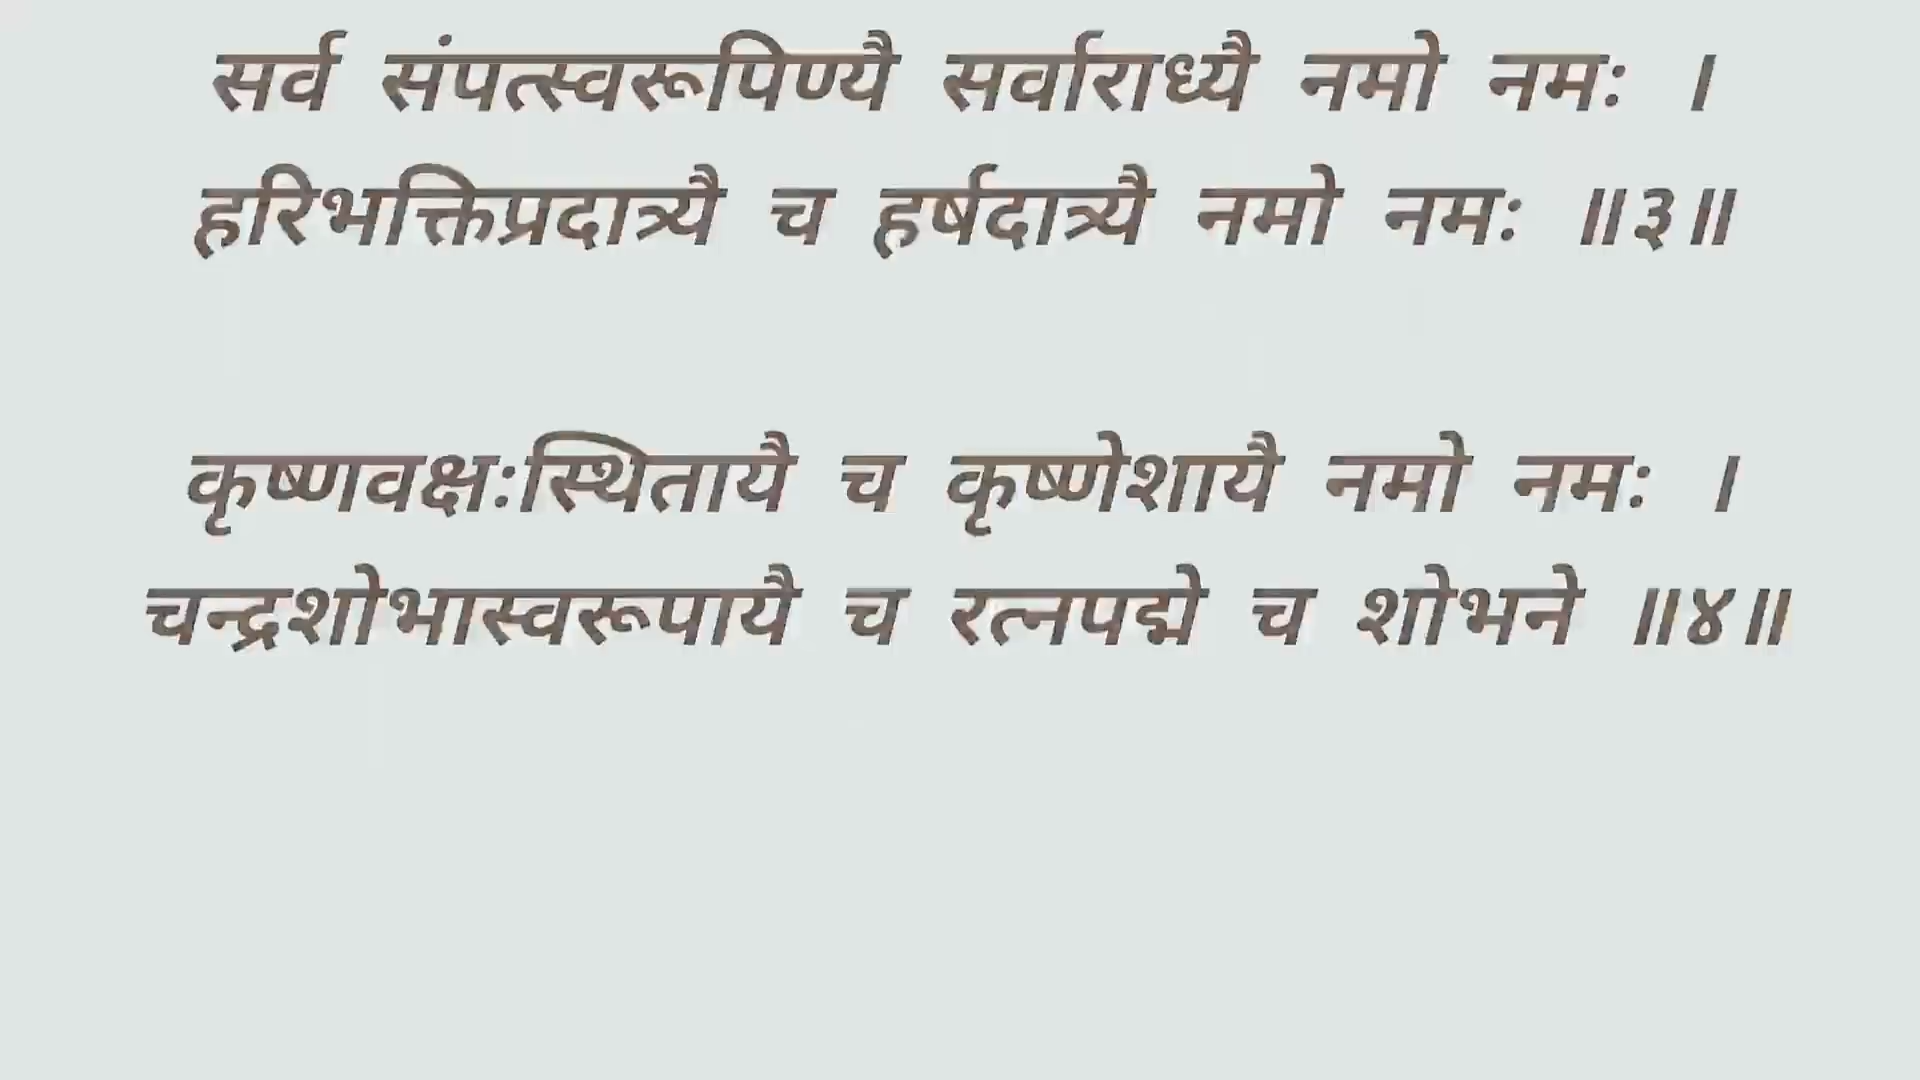 सर्व संपत्स्वरूपिण्यै सर्वाराध्यै नमो नमः ।
हरिभक्तिप्रदात्र्यै च हर्षदात्र्यै नमो नमः ॥३॥
कृष्णवक्षःस्थितायै च कृष्णेशायै नमो नमः ।
चन्द्रशोभास्वरूपायै च रत्नपद्मे च शोभने ॥४॥